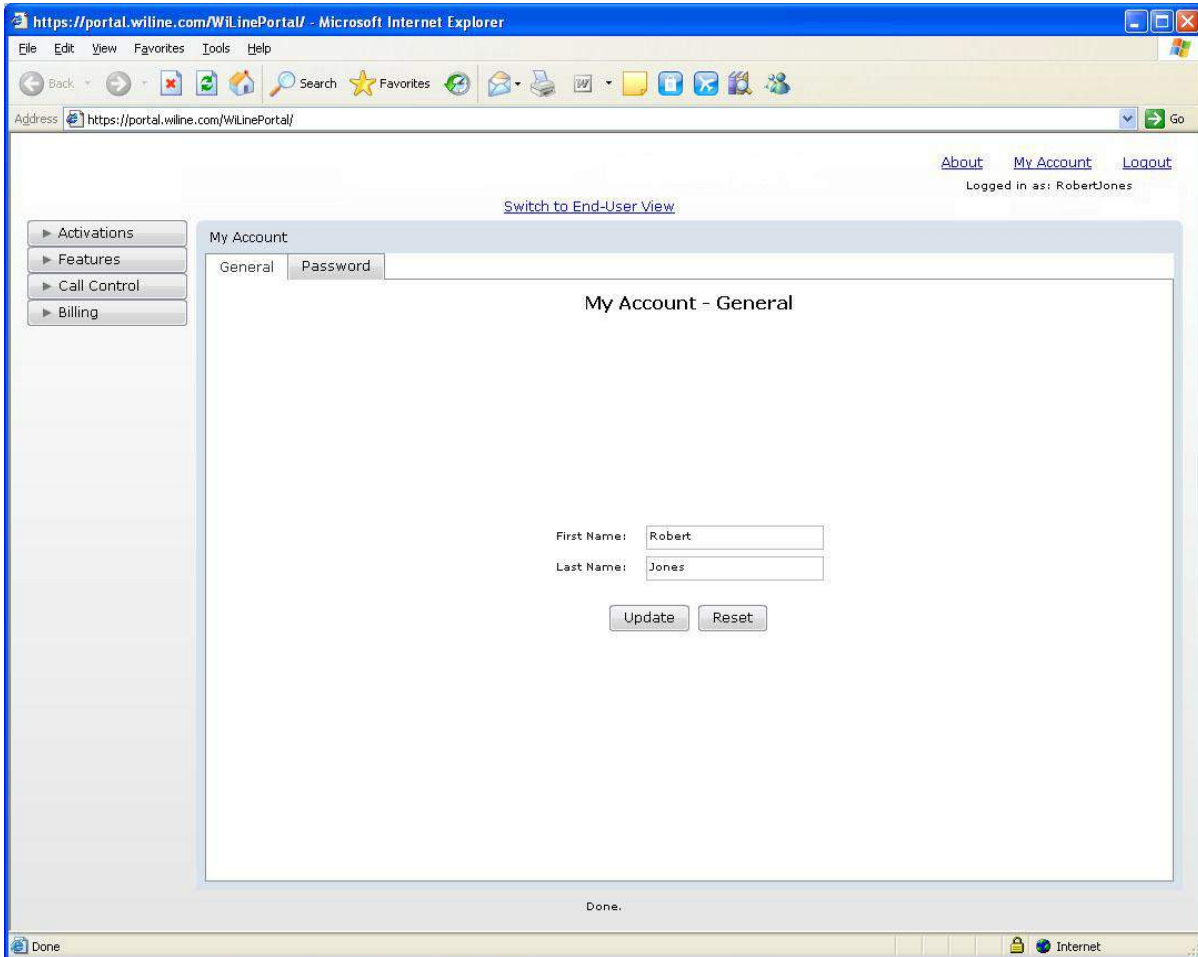 https://portal.wiline.com/WiLinePortal/ - Microsoft Internet Explorer
File Edit View Favorites Tools Help
Back Search Favorites
Address https://portal.wiline.com/WiLinePortal/ Go
About My Account Logout
Logged in as: RobertJones
Switch to End-User View
Activations
Features
Call Control
Billing
My Account
General Password
My Account - General
First Name: Robert
Last Name: Jones
Update Reset
Done.
Done Internet